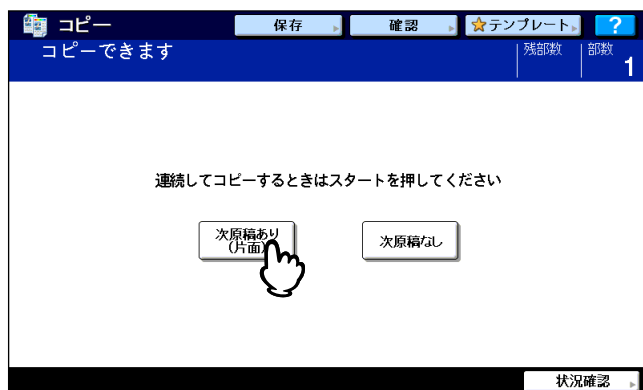 コピー
保存
確認
テンプレート
?
コピーできます
残部数
部数
1
連続してコピーするときはスタートを押してください
次原稿あり
(片面)
次原稿なし
状況確認